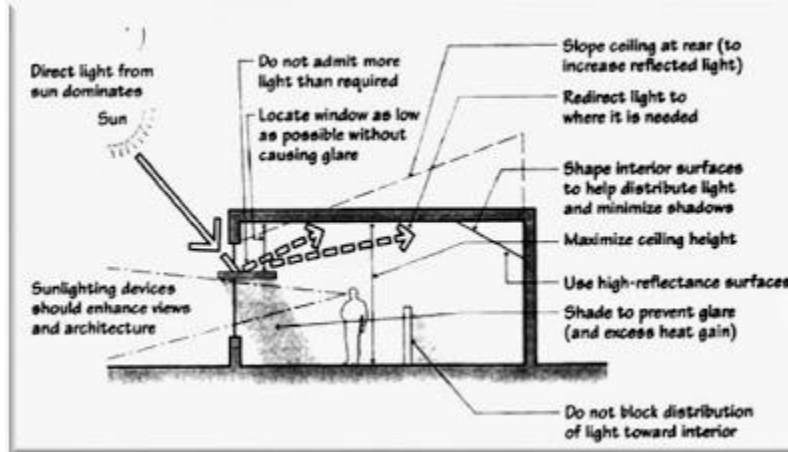 Direct light from
sun dominates
Sun
Do not admit more
light than required
Locate window as low
as possible without
causing glare
Sunlighting devices
should enhance views
and architecture
Slope ceiling at rear (to
increase reflected light)
Redirect light to
where it is needed
Shape interior surfaces
to help distribute light
and minimize shadows
Maximize ceiling height
Use high-reflectance surfaces
Shade to prevent glare
(and excess heat gain)
Do not block distribution
of light toward interior